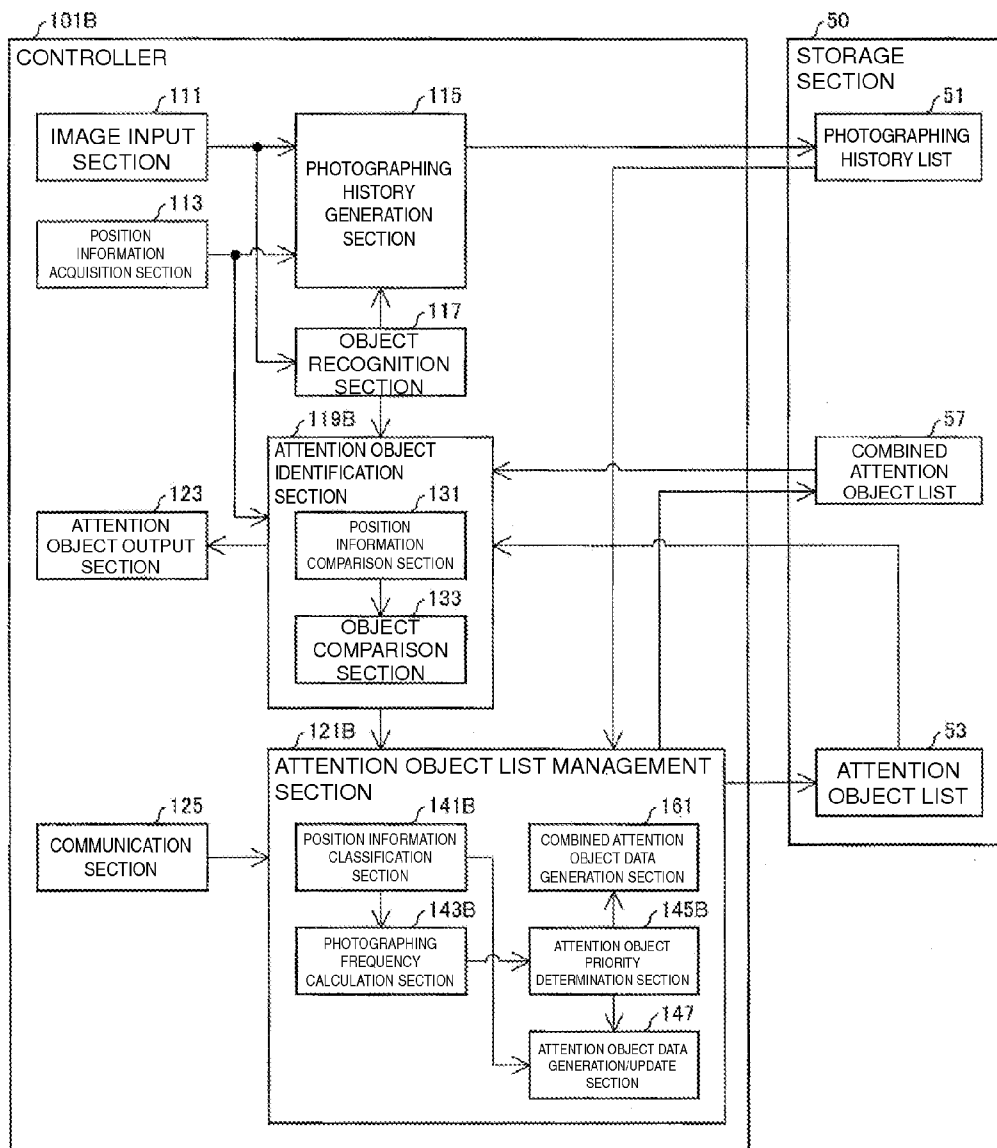 101B
50
CONTROLLER
STORAGE
SECTION
111
IMAGE INPUT
SECTION
115
PHOTOGRAPHING
HISTORY
GENERATION
SECTION
51
PHOTOGRAPHING
HISTORY LIST
113
POSITION
INFORMATION
ACQUISITION SECTION
117
OBJECT
RECOGNITION
SECTION
119B
ATTENTION OBJECT
IDENTIFICATION
SECTION
57
COMBINED
ATTENTION
OBJECT LIST
123
ATTENTION
OBJECT OUTPUT
SECTION
131
POSITION
INFORMATION
COMPARISON SECTION
133
OBJECT
COMPARISON
SECTION
121B
ATTENTION OBJECT LIST MANAGEMENT
SECTION
53
ATTENTION
OBJECT LIST
125
COMMUNICATION
SECTION
141B
POSITION INFORMATION
CLASSIFICATION
SECTION
161
COMBINED ATTENTION
OBJECT DATA
GENERATION SECTION
143B
PHOTOGRAPHING
FREQUENCY
CALCULATION SECTION
145B
ATTENTION OBJECT
PRIORITY
DETERMINATION SECTION
147
ATTENTION OBJECT DATA
GENERATION/UPDATE
SECTION